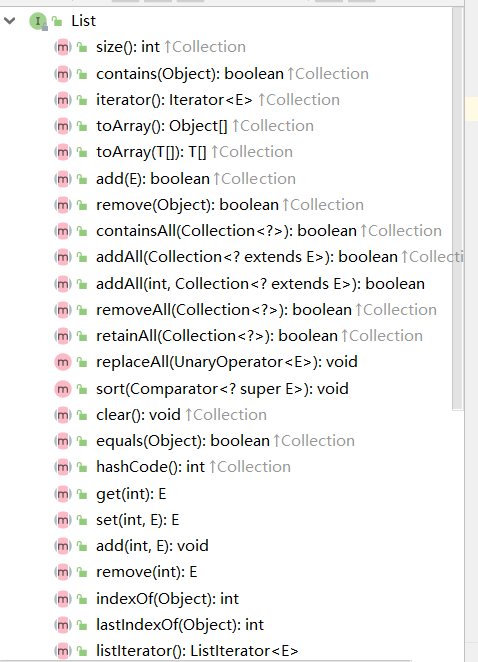 List
size(): int ↑Collection
contains(Object): boolean ↑Collection
iterator(): Iterator<E> ↑Collection
toArray(): Object[] ↑Collection
toArray(T[]): T[] ↑Collection
add(E): boolean ↑Collection
remove(Object): boolean ↑Collection
containsAll(Collection<?>): boolean ↑Collection
addAll(Collection<? extends E>): boolean ↑Collecti
addAll(int, Collection<? extends E>): boolean
removeAll(Collection<?>): boolean ↑Collection
retainAll(Collection<?>): boolean ↑Collection
replaceAll(UnaryOperator<E>): void
sort(Comparator<? super E>): void
clear(): void ↑Collection
equals(Object): boolean ↑Collection
hashCode(): int ↑Collection
get(int): E
set(int, E): E
add(int, E): void
remove(int): E
indexOf(Object): int
lastIndexOf(Object): int
listIterator(): ListIterator<E>